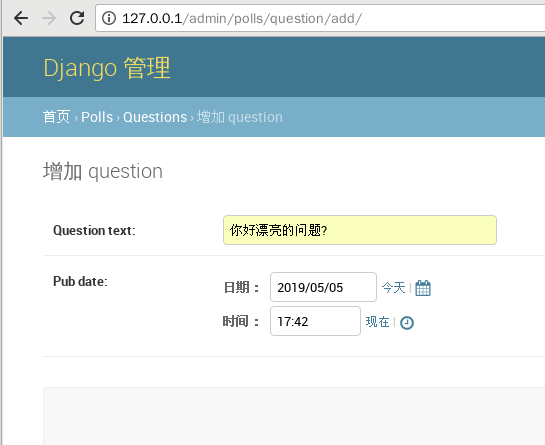 127.0.0.1/admin/polls/question/add/
Django 管理
首页 › Polls › Questions › 增加 question
增加 question
Question text: 你好漂亮的问题?
Pub date: 日期： 2019/05/05 今天 |
时间： 17:42 现在 |